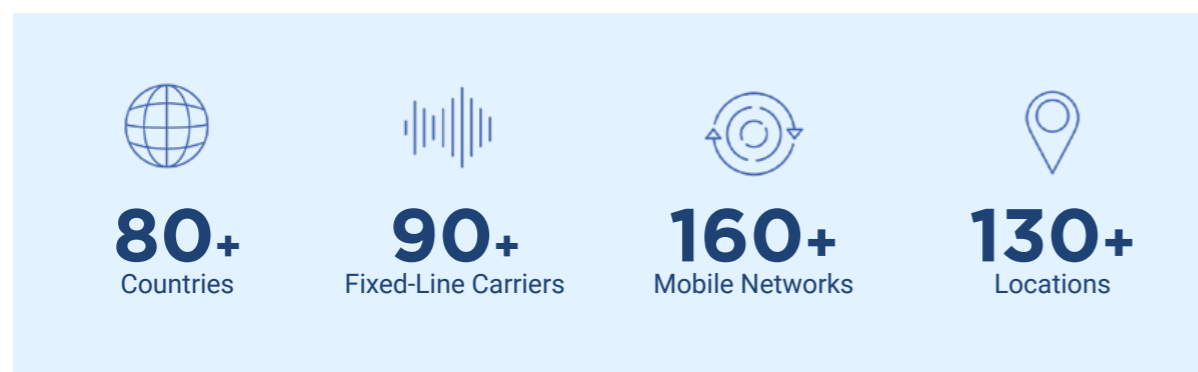 80+
Countries
90+
Fixed-Line Carriers
160+
Mobile Networks
130+
Locations